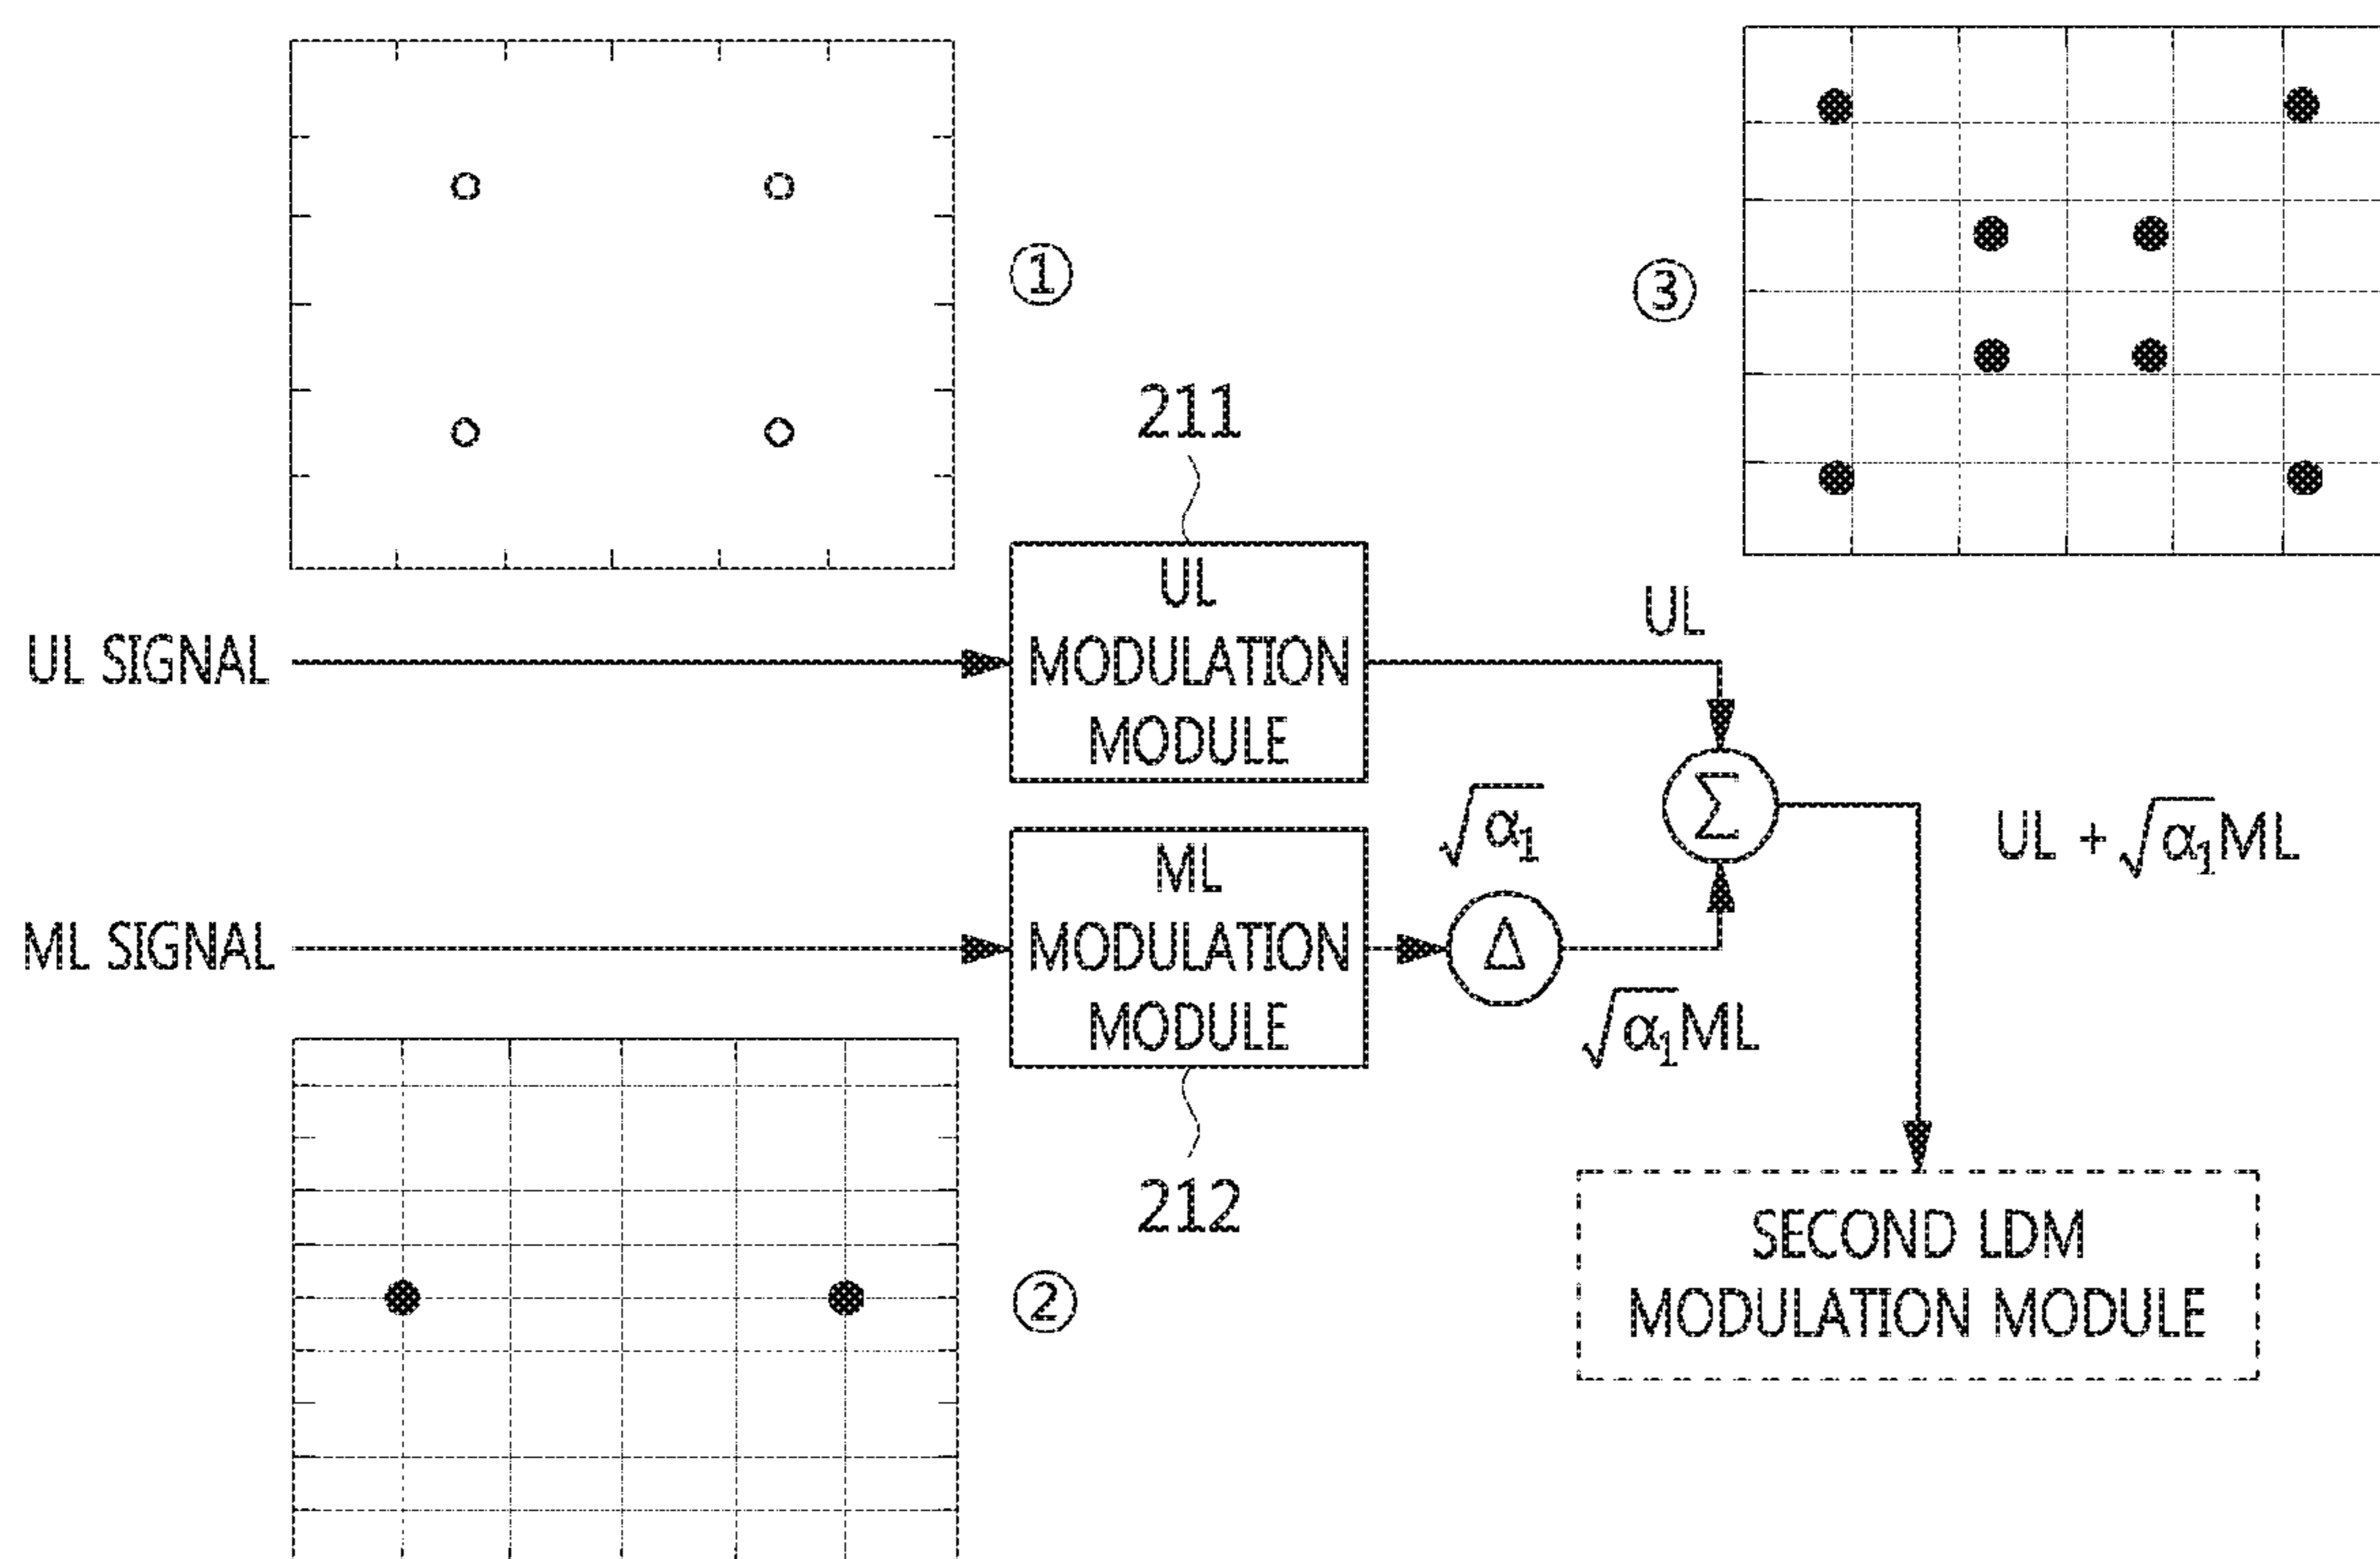 ①
③
211
UL
MODULATION
MODULE
UL
UL SIGNAL
Σ
√α₁
UL + √α₁ML
ML
MODULATION
MODULE
ML SIGNAL
Δ
√α₁ML
212
②
SECOND LDM
MODULATION MODULE